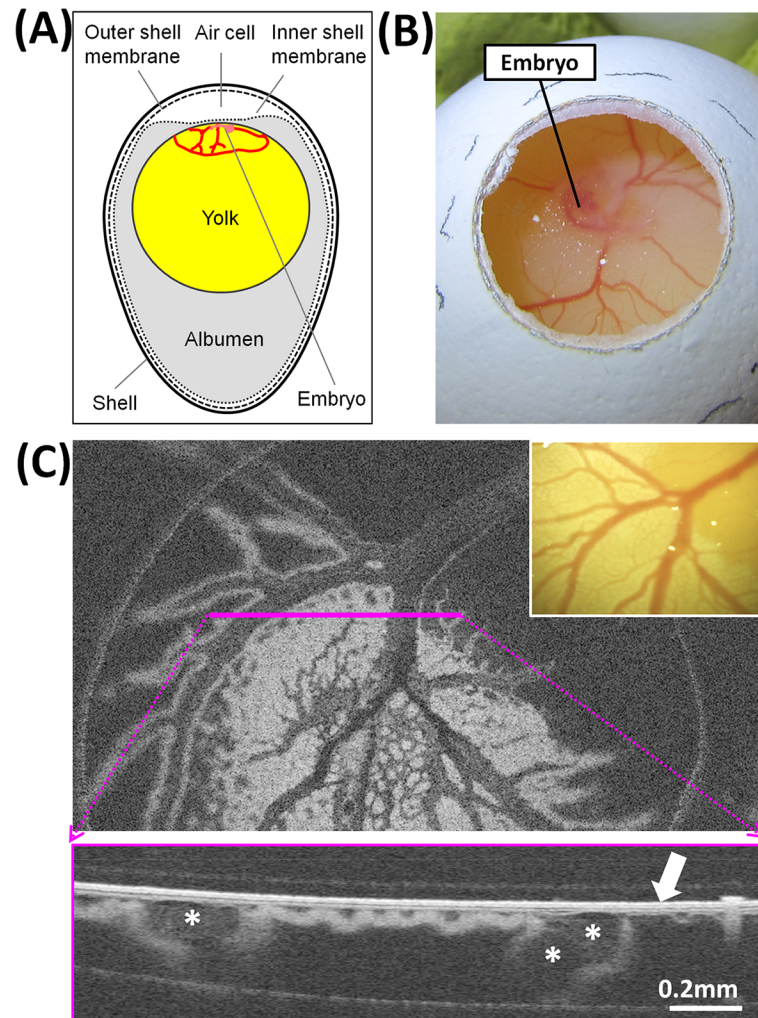 (A)
Outer shell
membrane
Air cell
Inner shell
membrane
Yolk
Albumen
Shell
Embryo
(B)
Embryo
(C)
*
*
*
0.2mm